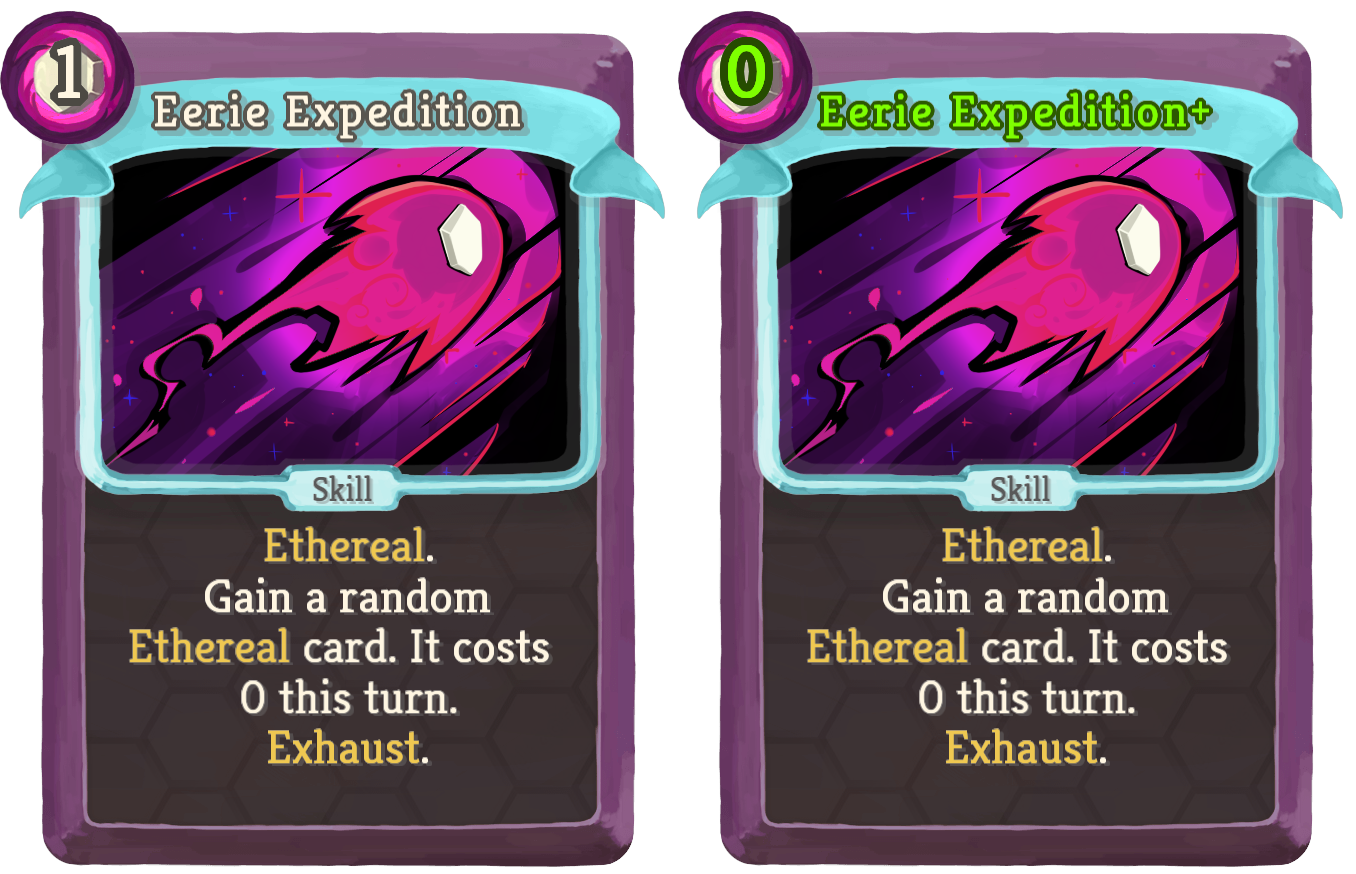 1
Eerie Expedition
Skill
Ethereal.
Gain a random
Ethereal card. It costs
0 this turn.
Exhaust.
0
Eerie Expedition+
Skill
Ethereal.
Gain a random
Ethereal card. It costs
0 this turn.
Exhaust.